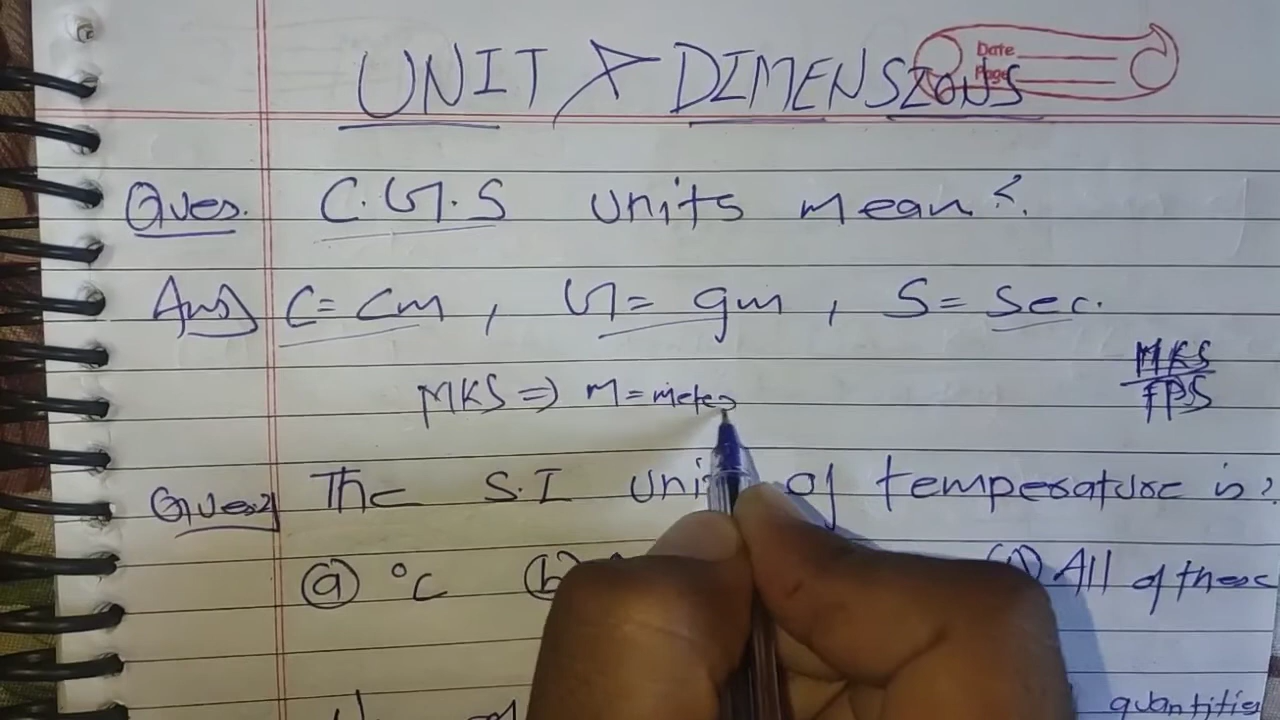 UNIT & DIMENSIONS
Date
Page
Ques. C.G.S units mean?
Ans) C = cm, G = gm, S = Sec.
MKS
FPS
MKS => M = meter
Ques2) The S.I Unit of temperature is?
(a) °C (b) (d) All of these
quantities